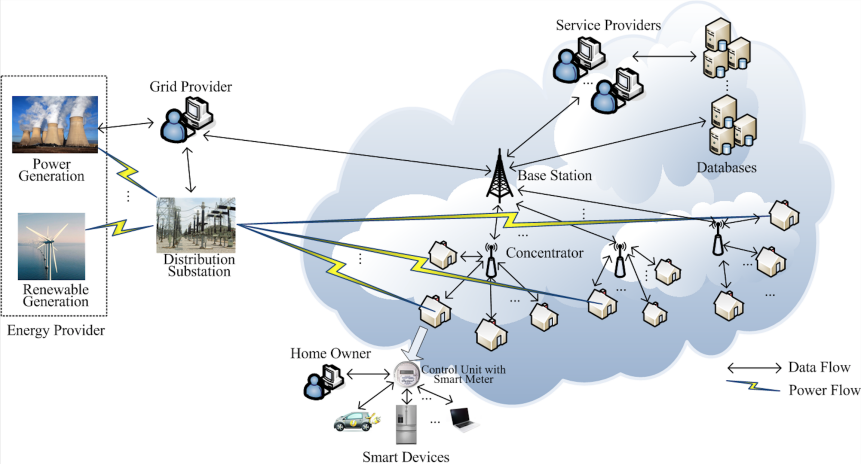 Service Providers
Grid Provider
Databases
Power
Generation
Base Station
Distribution
Substation
Concentrator
Renewable
Generation
Energy Provider
Home Owner
Control Unit with
Smart Meter
Data Flow
Power Flow
Smart Devices